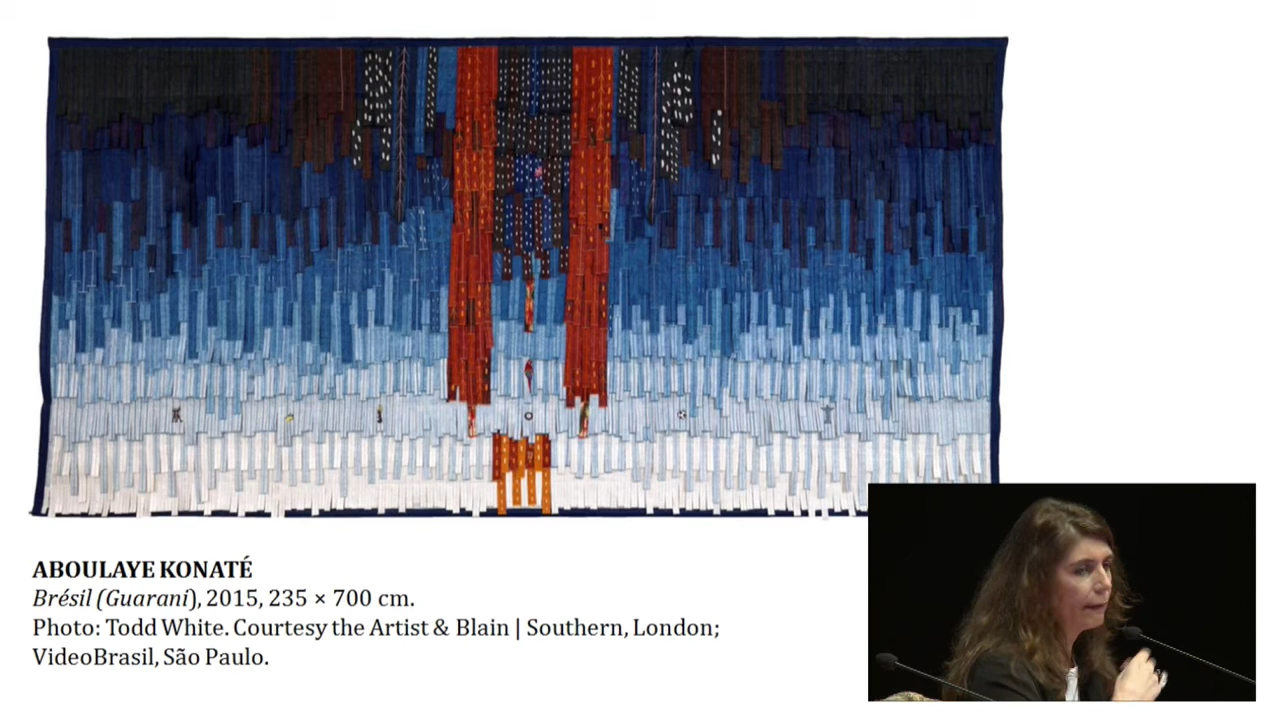 ABOULAYE KONATÉ
Brésil (Guarani), 2015, 235 × 700 cm.
Photo: Todd White. Courtesy the Artist & Blain | Southern, London;
VideoBrasil, São Paulo.